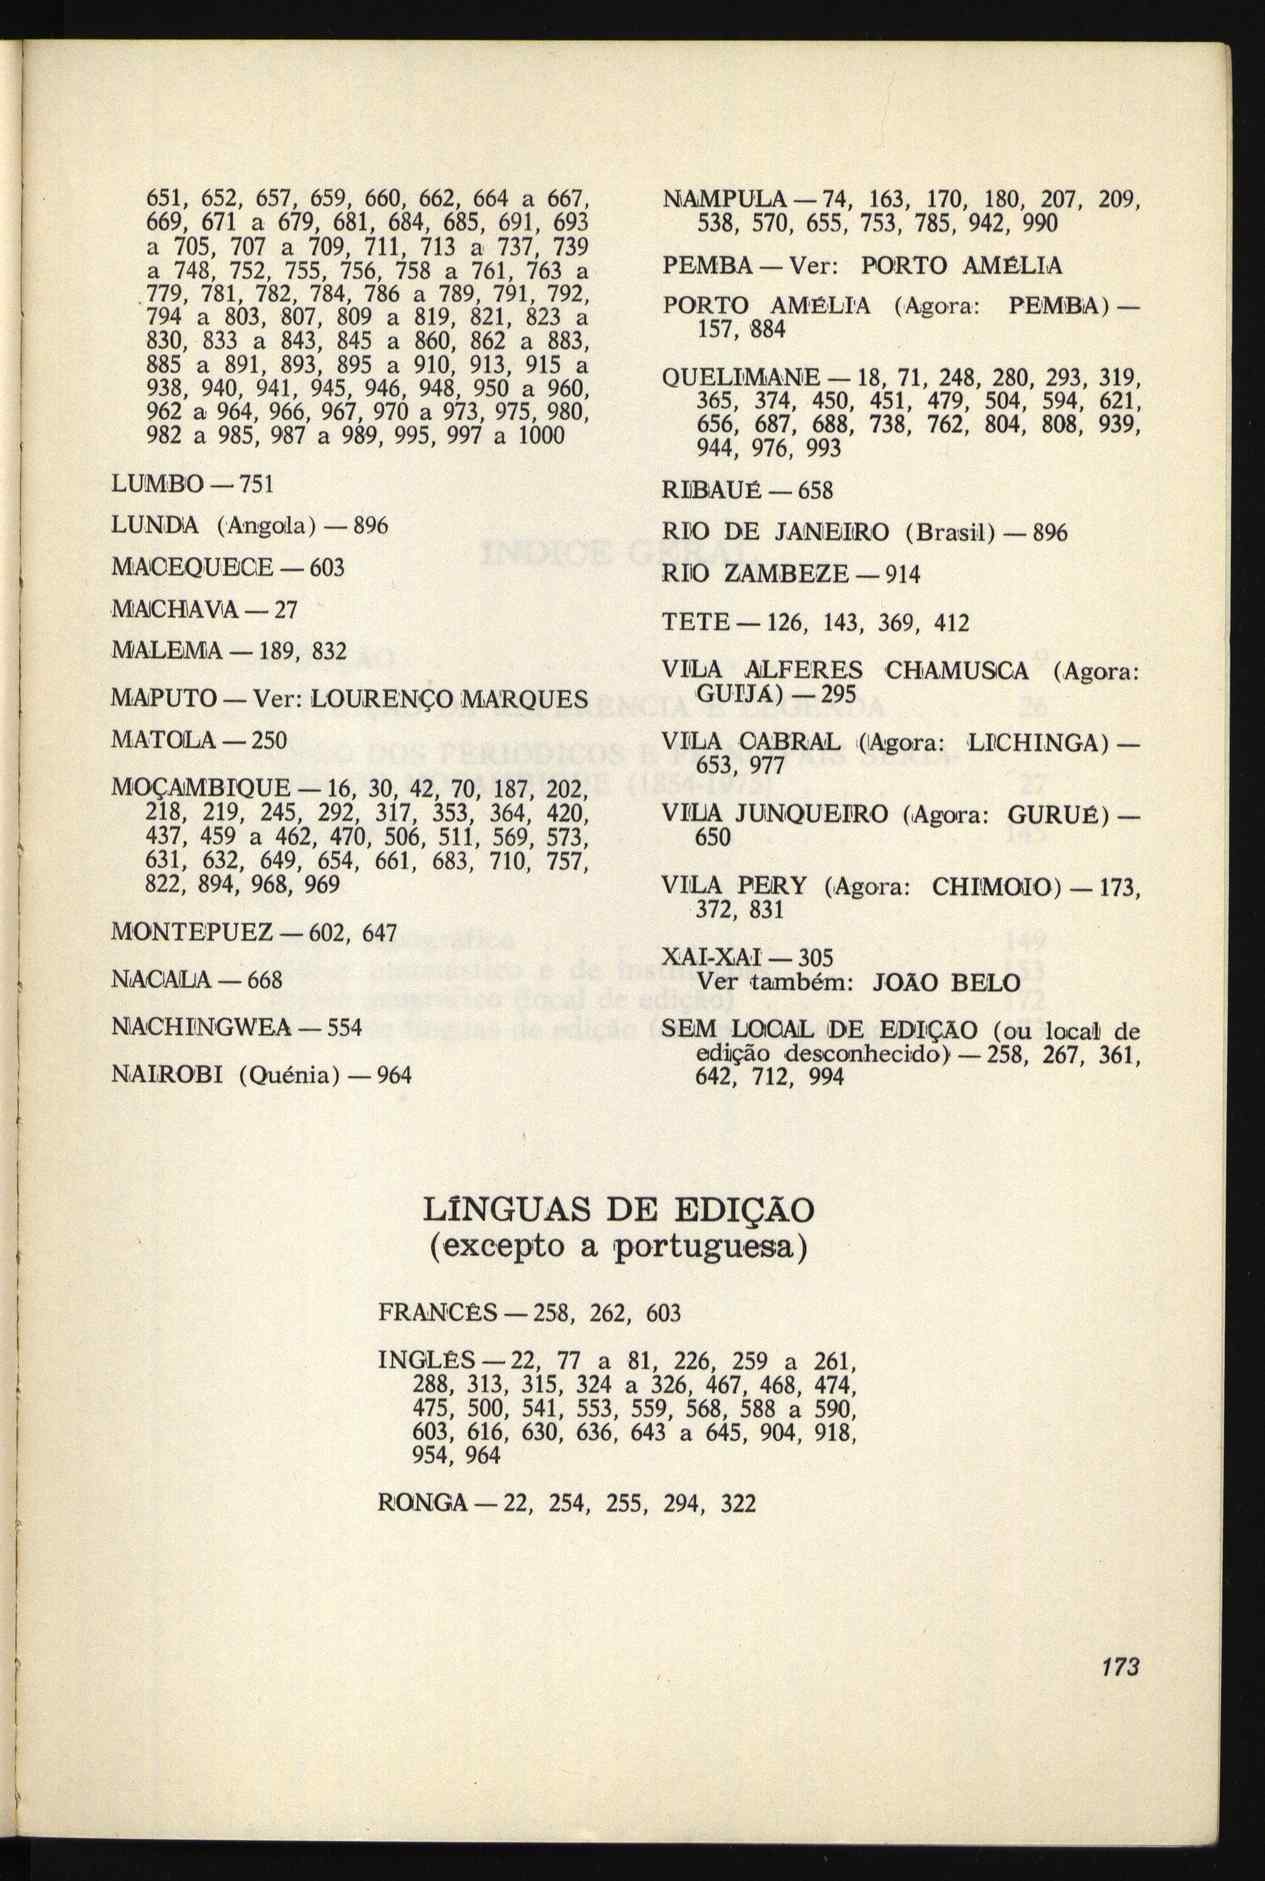 651, 652, 657, 659, 660, 662, 664 a 667,
669, 671 a 679, 681, 684, 685, 691, 693
a 705, 707 a 709, 711, 713 a 737, 739
a 748, 752, 755, 756, 758 a 761, 763 a
779, 781, 782, 784, 786 a 789, 791, 792,
794 a 803, 807, 809 a 819, 821, 823 a
830, 833 a 843, 845 a 860, 862 a 883,
885 a 891, 893, 895 a 910, 913, 915 a
938, 940, 941, 945, 946, 948, 950 a 960,
962 a 964, 966, 967, 970 a 973, 975, 980,
982 a 985, 987 a 989, 995, 997 a 1000
LUMBO — 751
LUNDA (Angola) — 896
MACEQUECE — 603
MACHAVA — 27
MALEMA — 189, 832
MAPUTO — Ver: LOURENÇO MARQUES
MATOLA — 250
MOÇAMBIQUE — 16, 30, 42, 70, 187, 202,
218, 219, 245, 292, 317, 353, 364, 420,
437, 459 a 462, 470, 506, 511, 569, 573,
631, 632, 649, 654, 661, 683, 710, 757,
822, 894, 968, 969
MONTEPUEZ — 602, 647
NACALA — 668
NACHINGWEA — 554
NAIROBI (Quénia) — 964
NAMPULA — 74, 163, 170, 180, 207, 209,
538, 570, 655, 753, 785, 942, 990
PEMBA — Ver: PORTO AMÉLIA
PORTO AMÉLIA (Agora: PEMBA) —
157, 884
QUELIMANE — 18, 71, 248, 280, 293, 319,
365, 374, 450, 451, 479, 504, 594, 621,
656, 687, 688, 738, 762, 804, 808, 939,
944, 976, 993
RIBAUÉ — 658
RIO DE JANEIRO (Brasil) — 896
RIO ZAMBEZE — 914
TETE — 126, 143, 369, 412
VILA ALFERES CHAMUSCA (Agora:
GUIJÁ) — 295
VILA CABRAL (Agora: LICHINGA) —
653, 977
VILA JUNQUEIRO (Agora: GURUÉ) —
650
VILA PERY (Agora: CHIMOIO) — 173,
372, 831
XAI-XAI — 305
Ver também: JOÃO BELO
SEM LOCAL DE EDIÇÃO (ou local de
edição desconhecido) — 258, 267, 361,
642, 712, 994
LÍNGUAS DE EDIÇÃO
(excepto a portuguesa)
FRANCÊS — 258, 262, 603
INGLÊS — 22, 77 a 81, 226, 259 a 261,
288, 313, 315, 324 a 326, 467, 468, 474,
475, 500, 541, 553, 559, 568, 588 a 590,
603, 616, 630, 636, 643 a 645, 904, 918,
954, 964
RONGA — 22, 254, 255, 294, 322
173